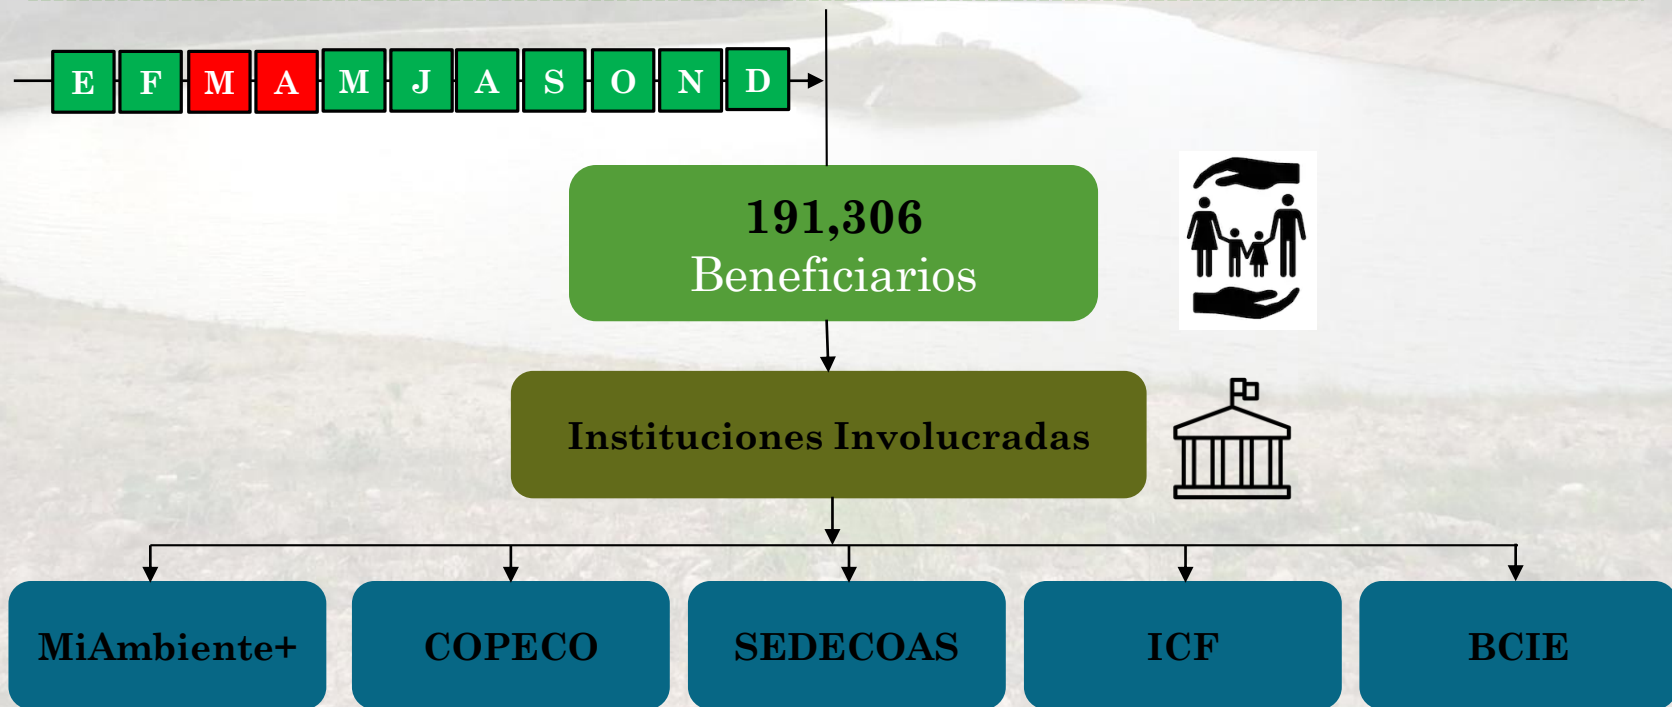 E F M A M J A S O N D
191,306
Beneficiarios
Instituciones Involucradas
MiAmbiente+ COPECO SEDECOAS ICF BCIE